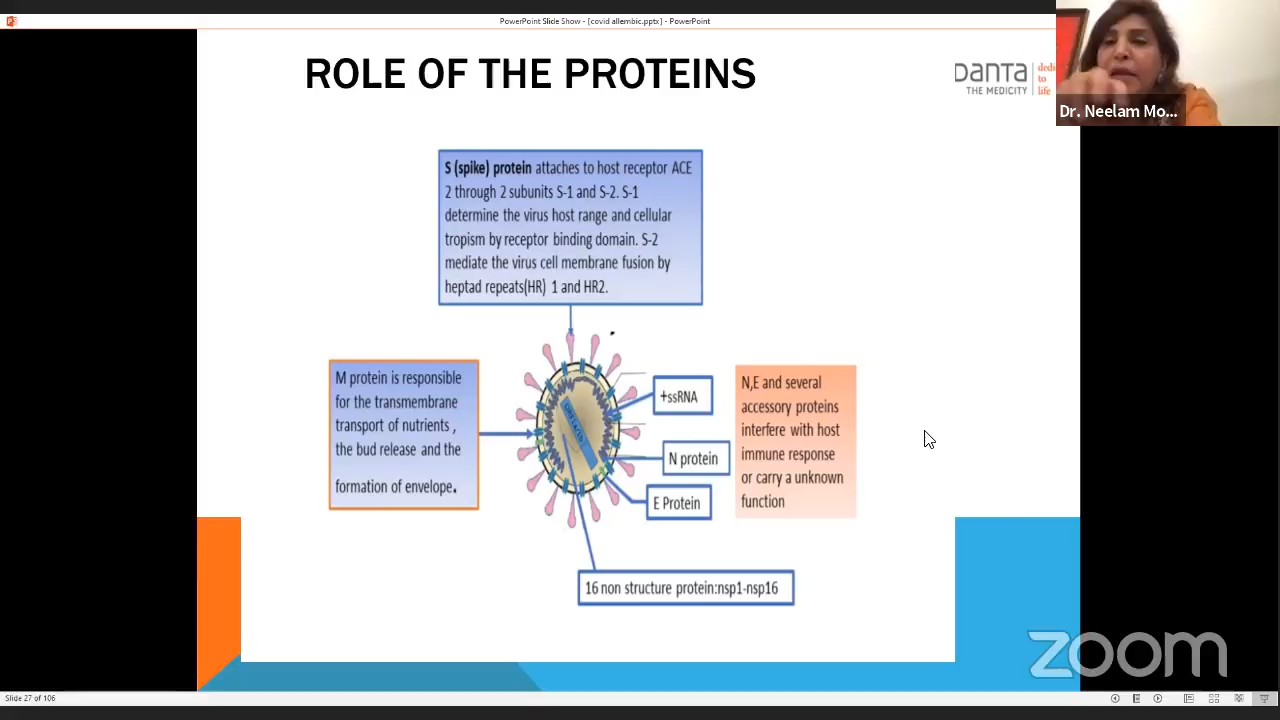 PowerPoint Slide Show - [covid allembic.pptx] - PowerPoint
ROLE OF THE PROTEINS
DANTA
THE MEDICITY
dedi
to
life
Dr. Neelam Mo...
S (spike) protein attaches to host receptor ACE
2 through 2 subunits S-1 and S-2. S-1
determine the virus host range and cellular
tropism by receptor binding domain. S-2
mediate the virus cell membrane fusion by
heptad repeats(HR) 1 and HR2.
M protein is responsible
for the transmembrane
transport of nutrients ,
the bud release and the
formation of envelope.
+ssRNA
N protein
E Protein
N,E and several
accessory proteins
interfere with host
immune response
or carry a unknown
function
16 non structure protein:nsp1-nsp16
zoom
Slide 27 of 106